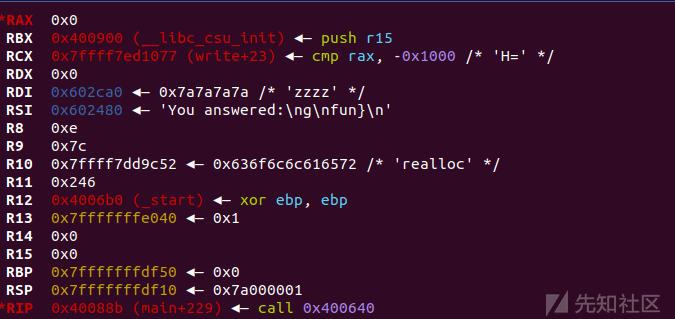 *RAX  0x0
RBX  0x400900 (__libc_csu_init) ◂— push r15
RCX  0x7ffff7ed1077 (write+23) ◂— cmp rax, -0x1000 /* 'H=' */
RDX  0x0
RDI  0x602ca0 ◂— 0x7a7a7a7a /* 'zzzz' */
RSI  0x602480 ◂— 'You answered:\ng\nfun}\n'
R8  0xe
R9  0x7c
R10  0x7ffff7dd9c52 ◂— 0x636f6c6c616572 /* 'realloc' */
R11  0x246
R12  0x4006b0 (_start) ◂— xor ebp, ebp
R13  0x7fffffffe040 ◂— 0x1
R14  0x0
R15  0x0
RBP  0x7fffffffdf50 ◂— 0x0
RSP  0x7fffffffdf10 ◂— 0x7a000001
*RIP  0x40088b (main+229) ◂— call 0x400640
先知社区